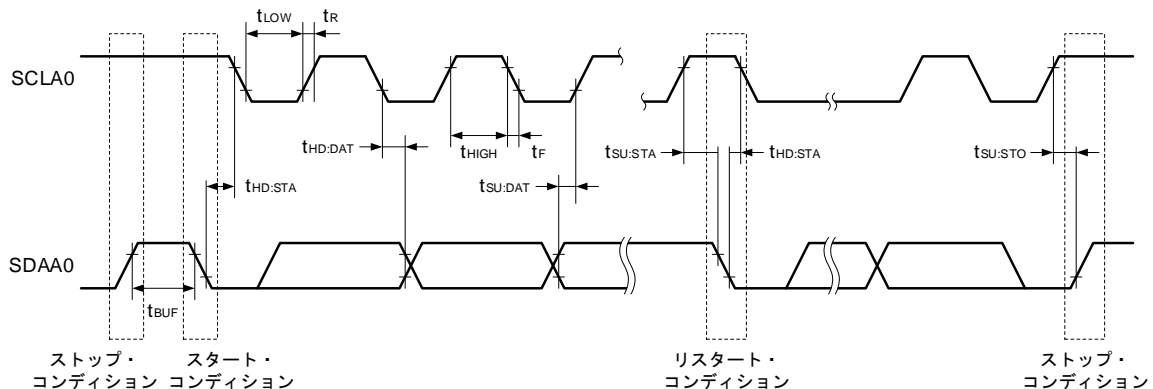 tLOW tR
SCLA0
tHD:DAT tHIGH tF tSU:STA tHD:STA tSU:STO
tHD:STA tSU:DAT
SDAA0
tBUF
ストップ・ スタート・ リスタート・ ストップ・
コンディション コンディション コンディション コンディション